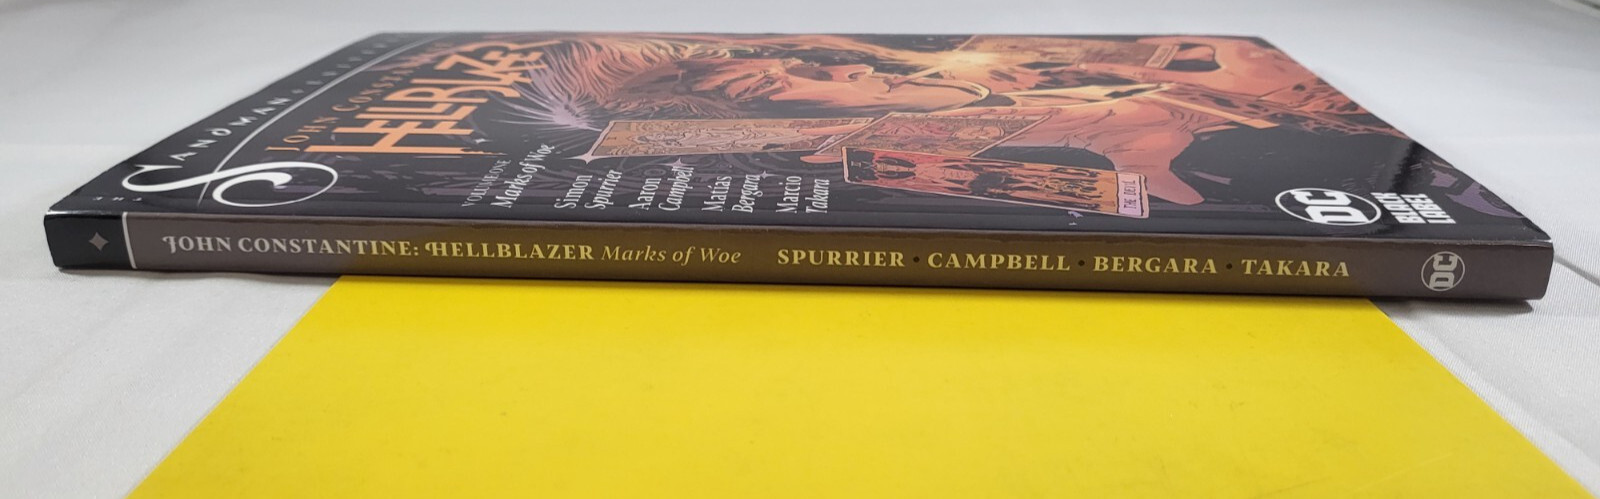 THE
SANDMAN
JOHN CONSTANTINE
HELLBLAZER
VOLUME ONE
Marks of Woe
Simon
Spurrier
Aaron
Campbell
Matías
Bergara
Marcio
Takara
THE DEVIL
DC
BLACK
LABEL
JOHN CONSTANTINE: HELLBLAZER Marks of Woe SPURRIER • CAMPBELL • BERGARA • TAKARA DC